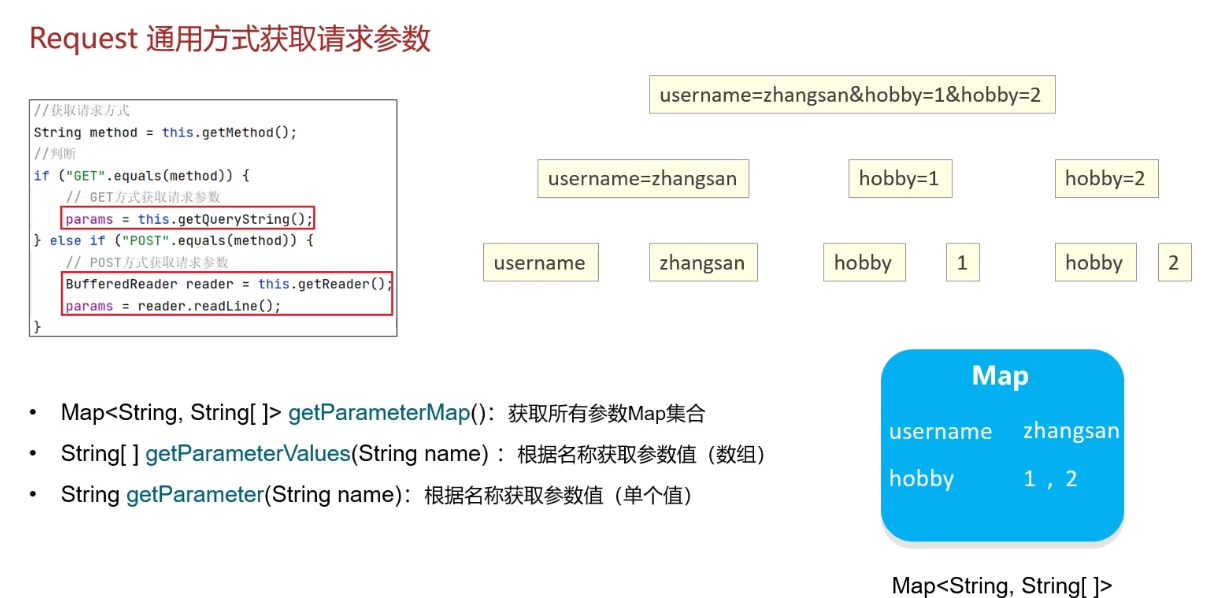 Request 通用方式获取请求参数
//获取请求方式
String method = this.getMethod();
//判断
if ("GET".equals(method)) {
// GET方式获取请求参数
params = this.getQueryString();
} else if ("POST".equals(method)) {
// POST方式获取请求参数
BufferedReader reader = this.getReader();
params = reader.readLine();
}
username=zhangsan&hobby=1&hobby=2
username=zhangsan hobby=1 hobby=2
username zhangsan hobby 1 hobby 2
• Map<String, String[ ]> getParameterMap()：获取所有参数Map集合
• String[ ] getParameterValues(String name) ：根据名称获取参数值（数组）
• String getParameter(String name)：根据名称获取参数值（单个值）
Map
username zhangsan
hobby 1 , 2
Map<String, String[ ]>